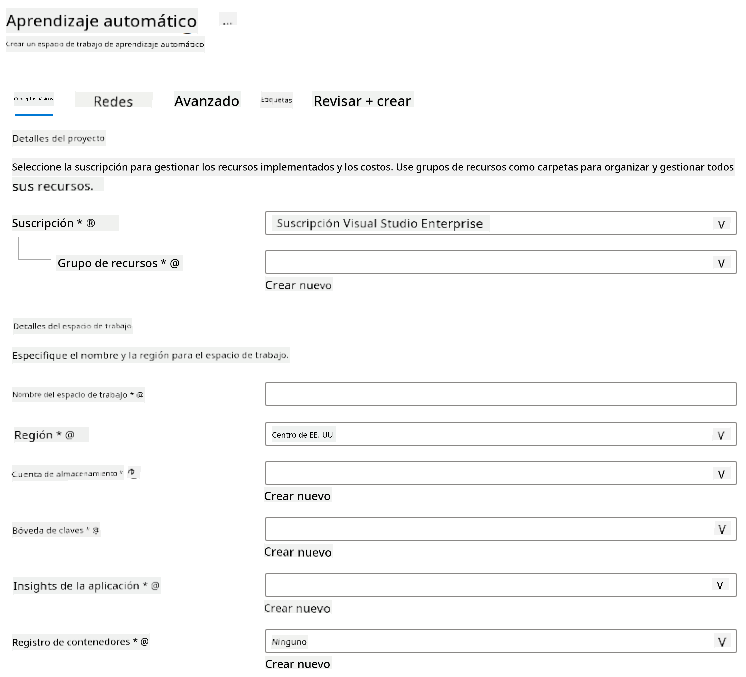 Aprendizaje automático ...
Crear un espacio de trabajo de aprendizaje automático
Redes Avanzado Etiquetas Revisar + crear
Detalles del proyecto
Seleccione la suscripción para gestionar los recursos implementados y los costos. Use grupos de recursos como carpetas para organizar y gestionar todos
sus recursos.
Suscripción * ® Suscripción Visual Studio Enterprise V
Grupo de recursos * @ V
Crear nuevo
Detalles del espacio de trabajo
Especifique el nombre y la región para el espacio de trabajo.
Nombre del espacio de trabajo * @
Región * @ Centro de EE. UU V
Cuenta de almacenamiento * V
Crear nuevo
Bóveda de claves * @ V
Crear nuevo
Insights de la aplicación * @ V
Crear nuevo
Registro de contenedores * @ Ninguno V
Crear nuevo